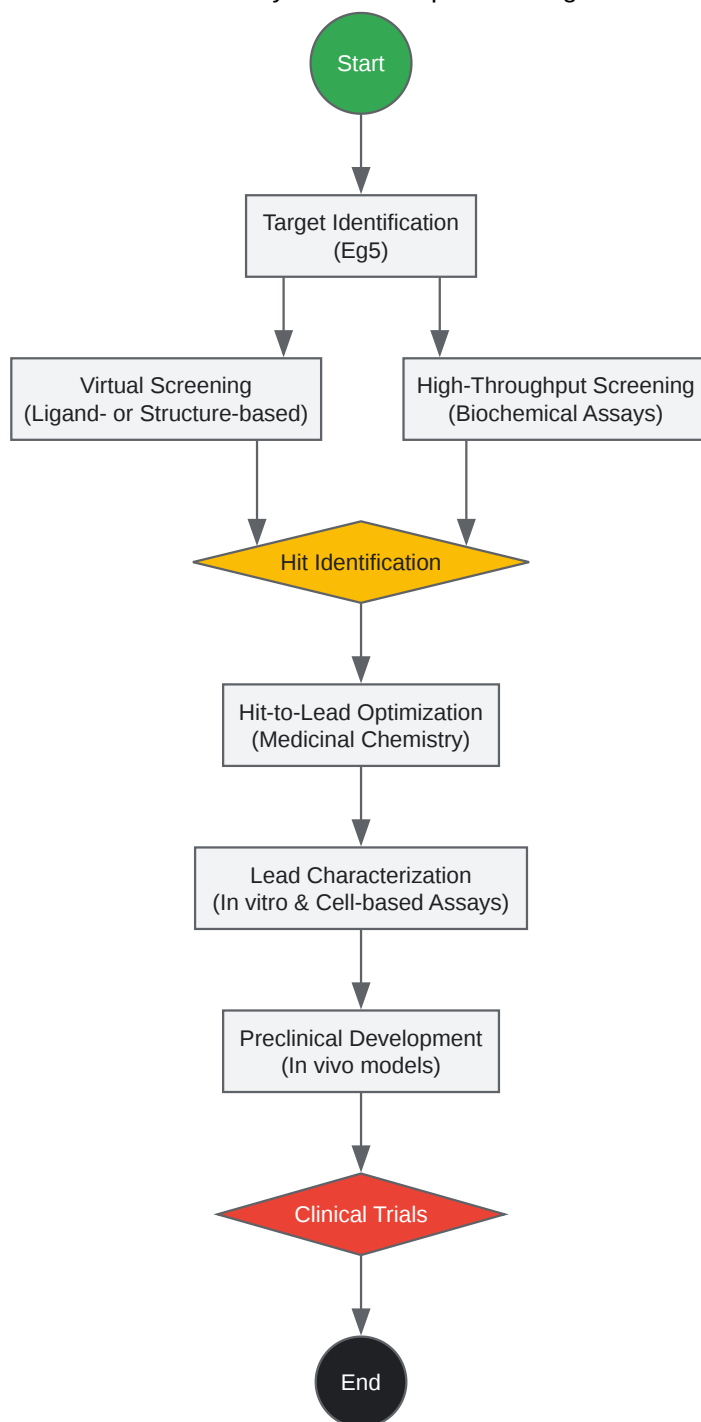 Start
Target Identification
(Eg5)
Virtual Screening
(Ligand- or Structure-based)
High-Throughput Screening
(Biochemical Assays)
Hit Identification
Hit-to-Lead Optimization
(Medicinal Chemistry)
Lead Characterization
(In vitro & Cell-based Assays)
Preclinical Development
(In vivo models)
Clinical Trials
End